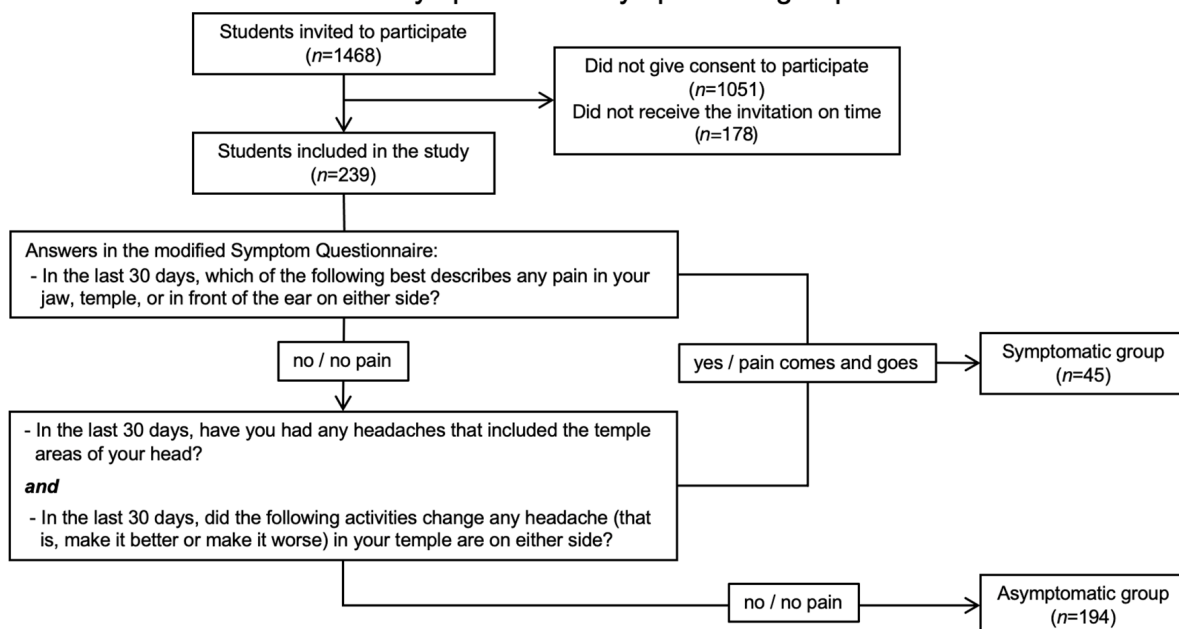 Students invited to participate
(n=1468)
Did not give consent to participate
(n=1051)
Did not receive the invitation on time
(n=178)
Students included in the study
(n=239)
Answers in the modified Symptom Questionnaire:
- In the last 30 days, which of the following best describes any pain in your
jaw, temple, or in front of the ear on either side?
no / no pain
yes / pain comes and goes
Symptomatic group
(n=45)
- In the last 30 days, have you had any headaches that included the temple
areas of your head?
and
- In the last 30 days, did the following activities change any headache (that
is, make it better or make it worse) in your temple are on either side?
no / no pain
Asymptomatic group
(n=194)